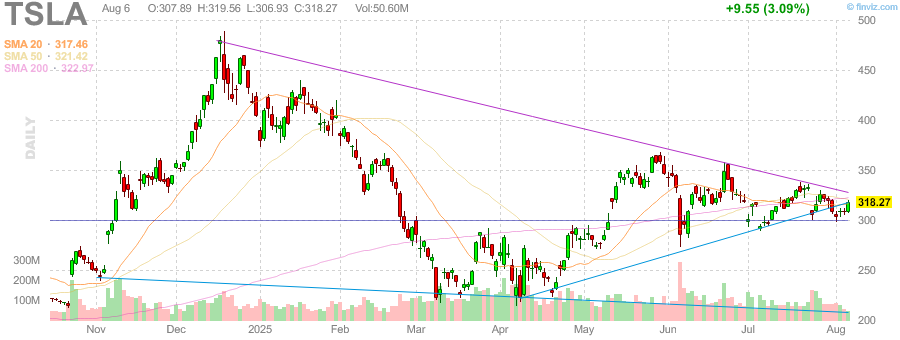 TSLA Aug 6 O:307.89 H:319.56 L:306.93 C:318.27 Vol:50.60M +9.55 (3.09%) © finviz.com
SMA 20 · 317.46
SMA 50 · 321.42
SMA 200 · 322.97
DAILY
500
450
400
350
318.27
300
250
200
300M
200M
100M
Nov Dec 2025 Feb Mar Apr May Jun Jul Aug